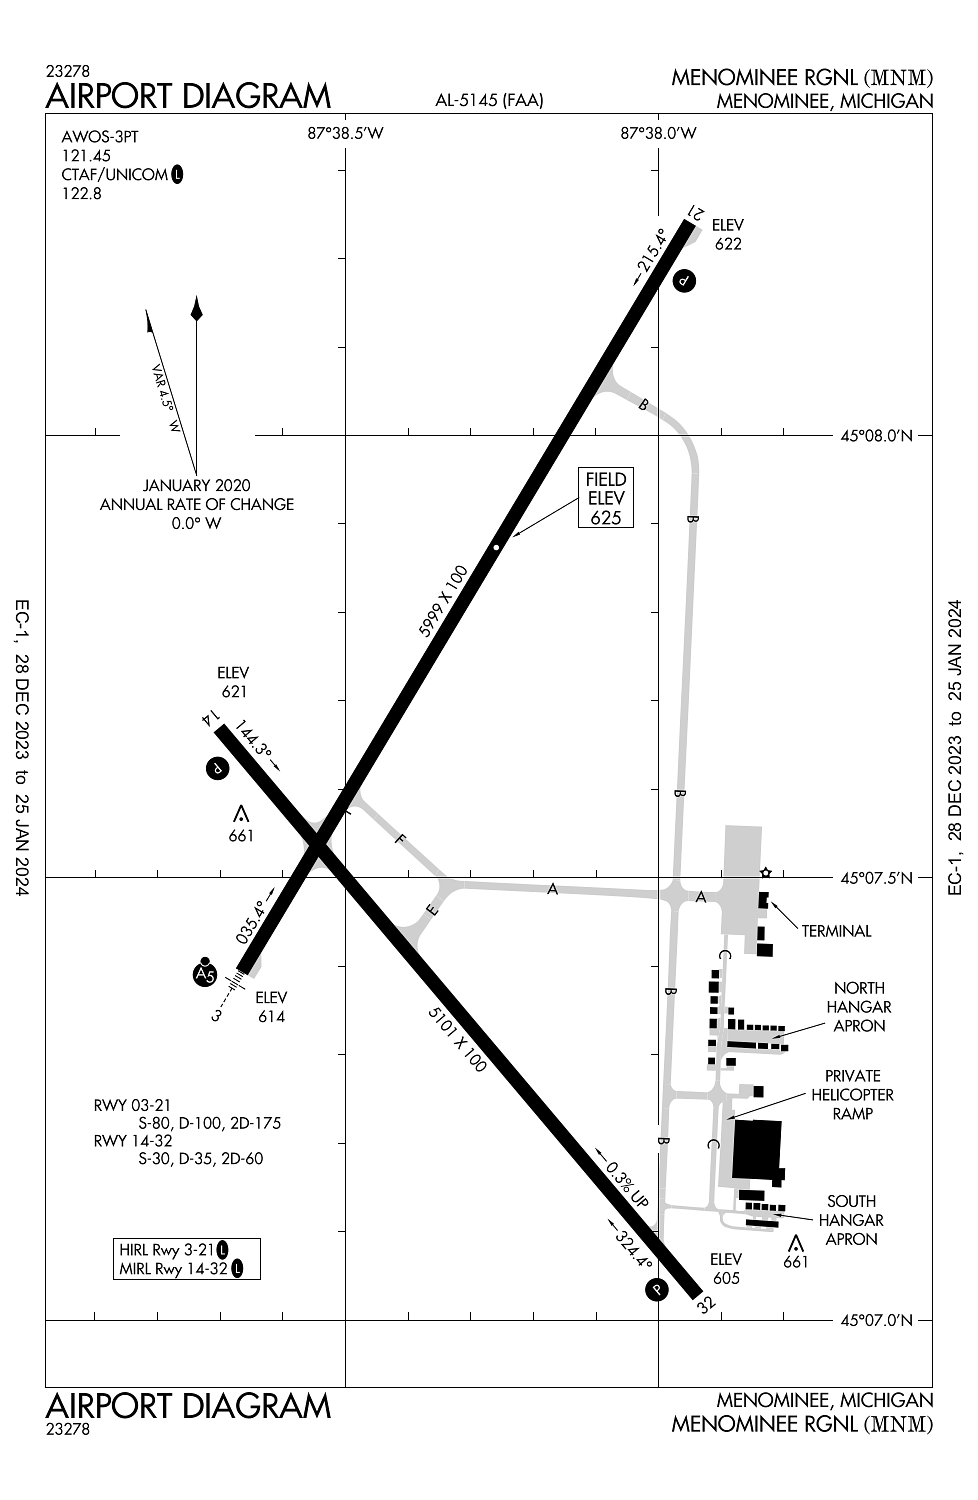 23278
AIRPORT DIAGRAM
AL-5145 (FAA)
MENOMINEE RGNL (MNM)
MENOMINEE, MICHIGAN
AWOS-3PT
121.45
CTAF/UNICOM L
122.8
87°38.5'W
87°38.0'W
21
ELEV
622
215.4°
P
VAR 4.5° W
B
45°08.0'N
JANUARY 2020
ANNUAL RATE OF CHANGE
0.0° W
FIELD
ELEV
625
B
5999 X 100
EC-1, 28 DEC 2023 to 25 JAN 2024
EC-1, 28 DEC 2023 to 25 JAN 2024
ELEV
621
14
144.3°
P
661
B
F
F
45°07.5'N
A
A
E
TERMINAL
035.4°
C
A5
3
ELEV
614
B
NORTH
HANGAR
APRON
5101 X 100
PRIVATE
HELICOPTER
RAMP
RWY 03-21
S-80, D-100, 2D-175
RWY 14-32
S-30, D-35, 2D-60
B
C
0.3% UP
SOUTH
HANGAR
APRON
324.4°
HIRL Rwy 3-21 L
MIRL Rwy 14-32 L
ELEV
605
661
P
32
45°07.0'N
AIRPORT DIAGRAM
23278
MENOMINEE, MICHIGAN
MENOMINEE RGNL (MNM)